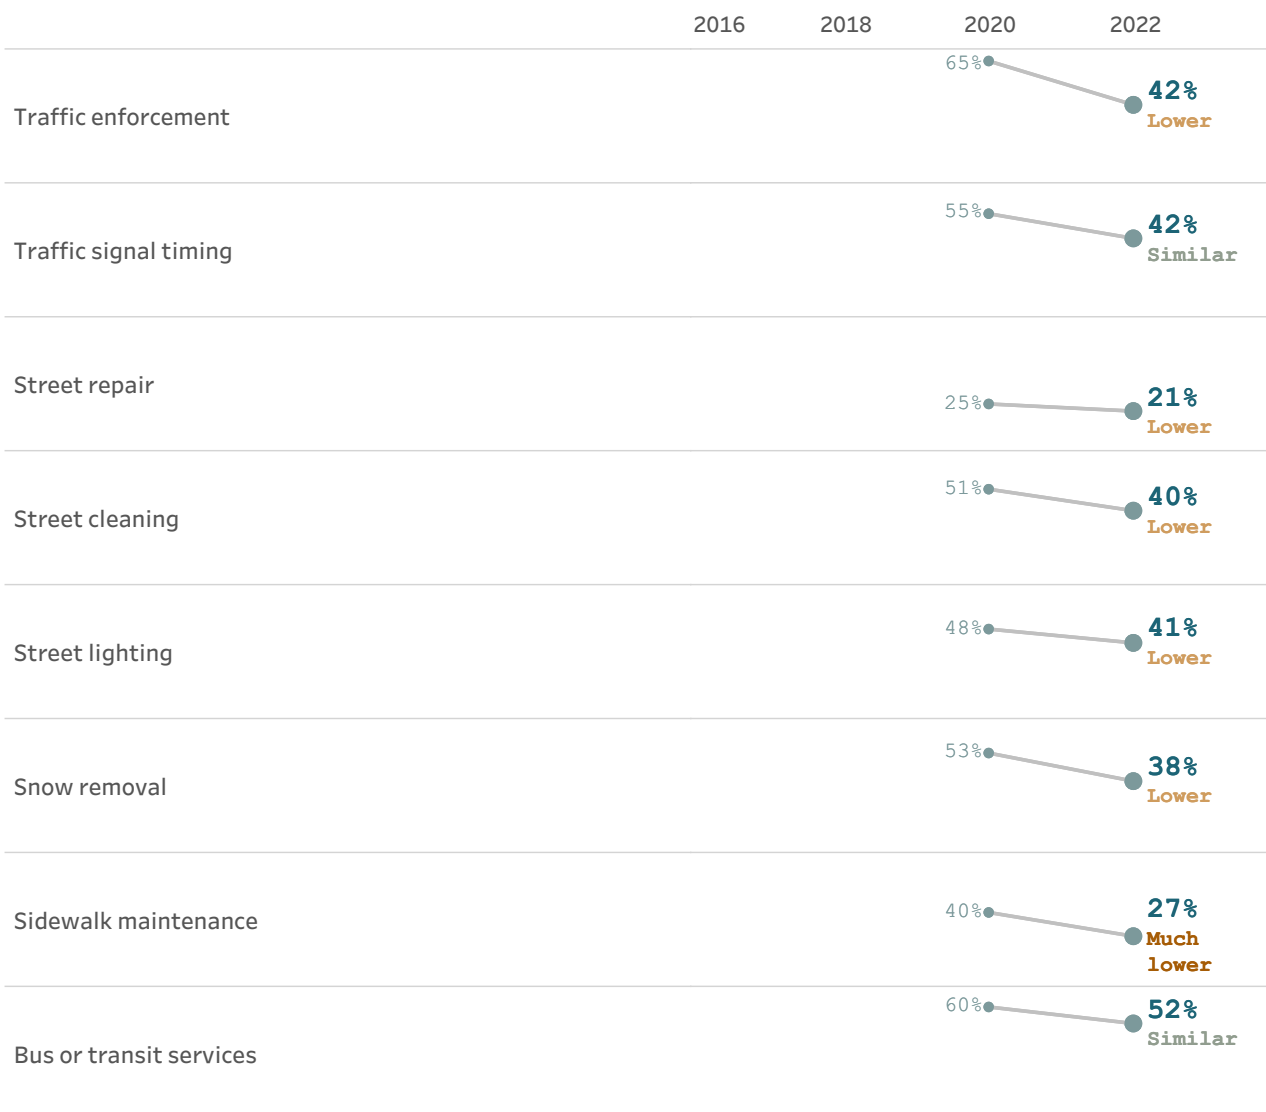 2016 2018 2020 2022
65%
42%
Traffic enforcement
Lower
55%
42%
Traffic signal timing
Similar
Street repair
25%
21%
Lower
51%
40%
Street cleaning
Lower
48%
41%
Street lighting
Lower
53%
38%
Snow removal
Lower
40%
27%
Sidewalk maintenance
Much
lower
60%
52%
Similar
Bus or transit services